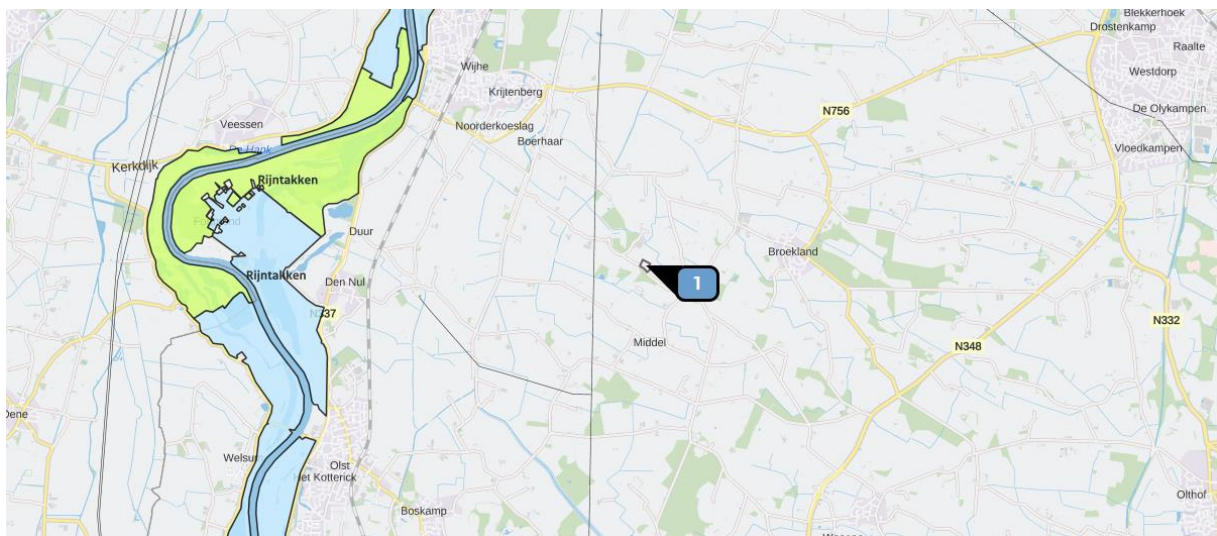 Blekkerhoek
Drostenkamp
Raalte
Wijhe
Westdorp
Krijtenberg
De Olykampen
N756
Veessen
Noorderkoeslag
Boerhaar
De Hank
Vloedkampen
Kerkdijk
Rijntakken
Duur
Broekland
Rijntakken
Den Nul
1
N337
N332
Middel
N348
Welsum
Olst
Het Kotterick
Olthof
Boskamp